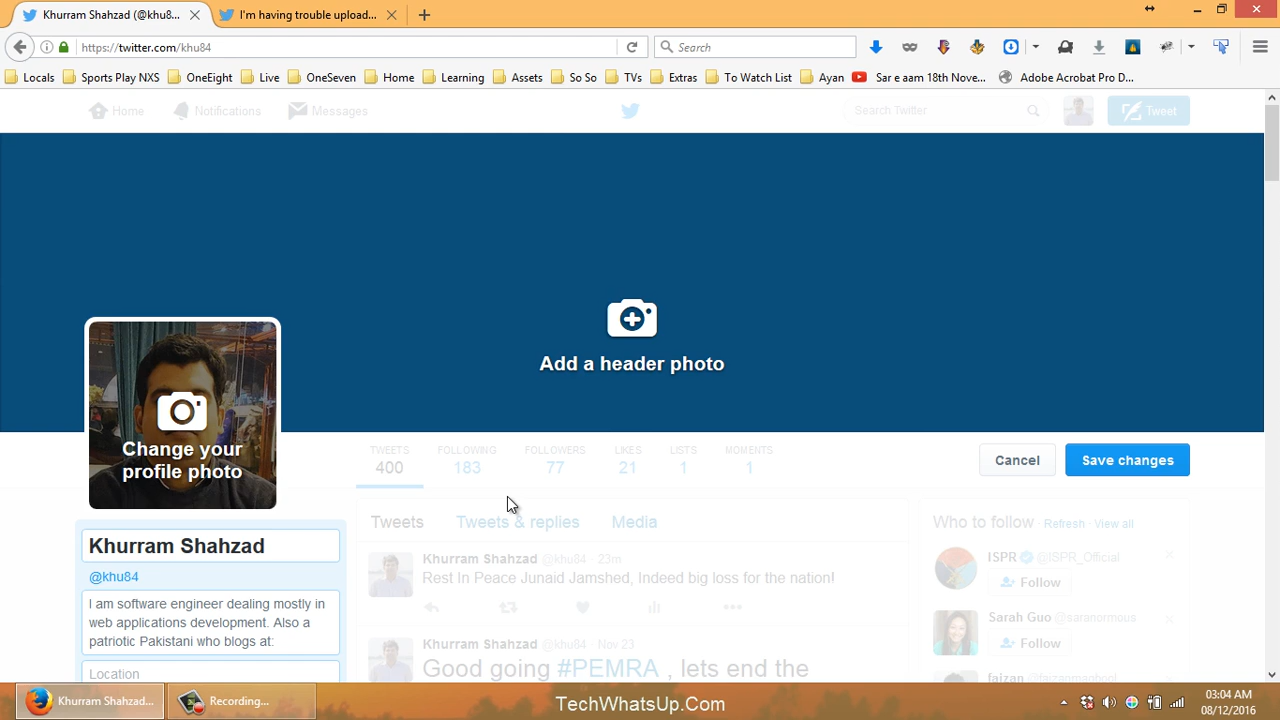 Khurram Shahzad (@khu8...
I'm having trouble upload...
https://twitter.com/khu84
Search
Locals Sports Play NXS OneEight Live OneSeven Home Learning Assets So So TVs Extras To Watch List Ayan Sar e aam 18th Nove... Adobe Acrobat Pro D...
Home Notifications Messages Search Twitter Tweet
Add a header photo
Change your
profile photo
TWEETS FOLLOWING FOLLOWERS LIKES LISTS MOMENTS
400 183 77 21 1 1
Cancel Save changes
Khurram Shahzad
@khu84
I am software engineer dealing mostly in
web applications development. Also a
patriotic Pakistani who blogs at:
Location
Tweets Tweets & replies Media
Khurram Shahzad @khu84 · 23m
Rest In Peace Junaid Jamshed, Indeed big loss for the nation!
Khurram Shahzad @khu84 · Nov 23
Good going #PEMRA , lets end the
Who to follow · Refresh · View all
ISPR @ISPR_Official
Follow
Sarah Guo @saranormous
Follow
faizan @faizanmanbool
Khurram Shahzad... Recording...
TechWhatsUp.Com
03:04 AM
08/12/2016